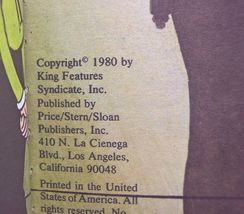 Copyright© 1980 by
King Features
Syndicate, Inc.
Published by
Price/Stern/Sloan
Publishers, Inc.
410 N. La Cienega
Blvd., Los Angeles,
California 90048
Printed in the United
States of America. All
rights reserved. No